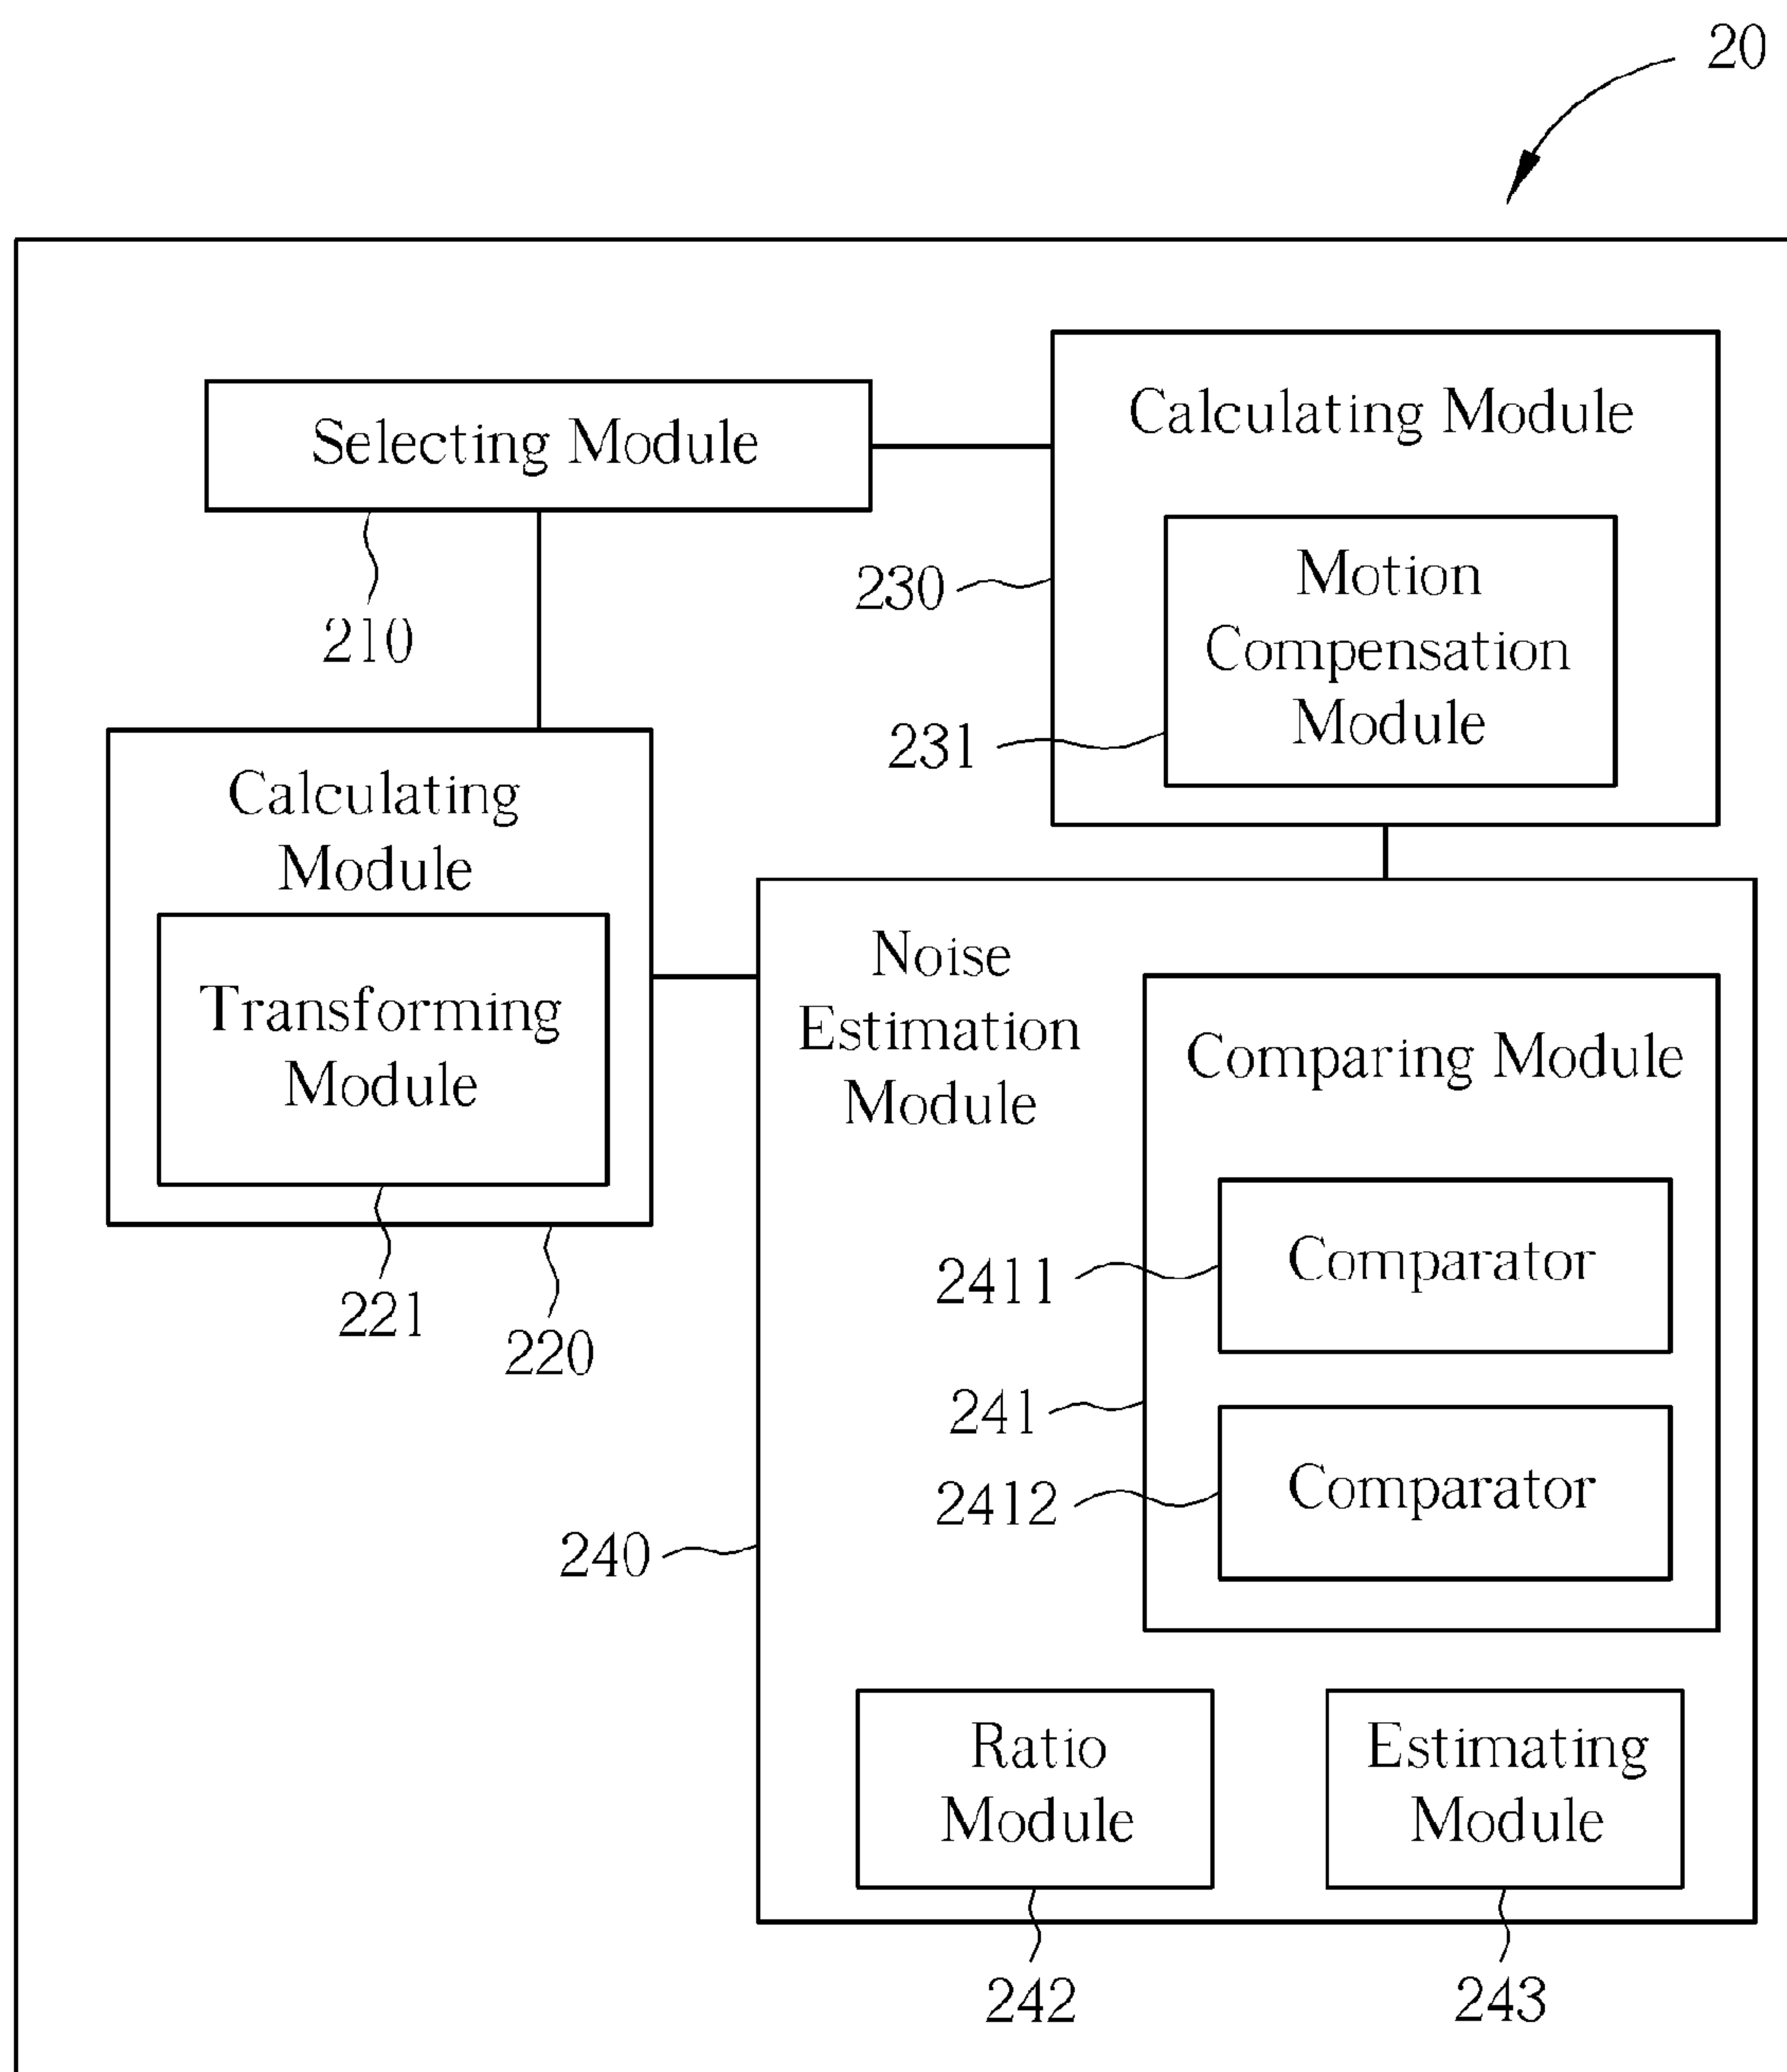 20
Selecting Module
210
Calculating Module
230
Motion
Compensation
Module
231
Calculating
Module
Transforming
Module
221
220
Noise
Estimation
Module
240
Comparing Module
2411
Comparator
241
2412
Comparator
Ratio
Module
242
Estimating
Module
243